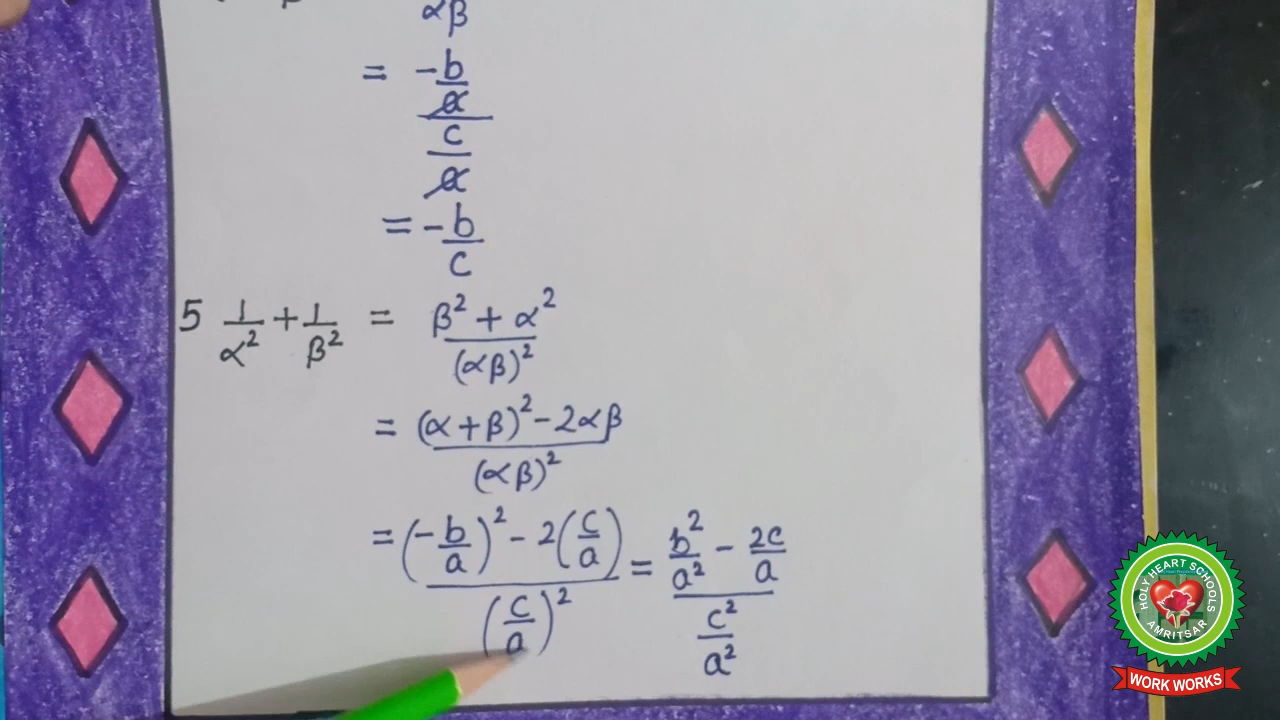 αβ
= -b/a
c/a
= -b/c
5 1/α² + 1/β² = β² + α² / (αβ)²
= (α+β)² - 2αβ / (αβ)²
= (-b/a)² - 2(c/a) / (c/a)² = b²/a² - 2c/a / c²/a²
HOLY HEART SCHOOLS
AMRITSAR
WORK WORKS